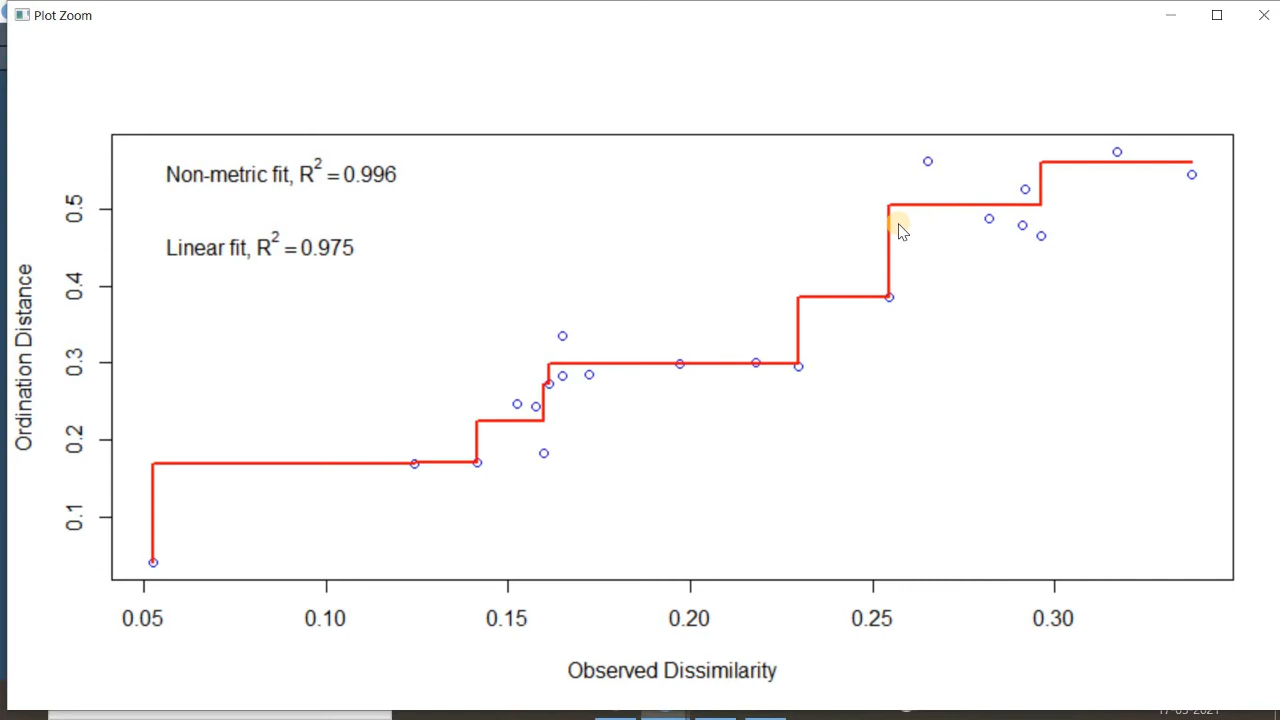 Plot Zoom
Non-metric fit, R2 = 0.996
Linear fit, R2 = 0.975
Ordination Distance
0.5
0.4
0.3
0.2
0.1
0.05 0.10 0.15 0.20 0.25 0.30
Observed Dissimilarity